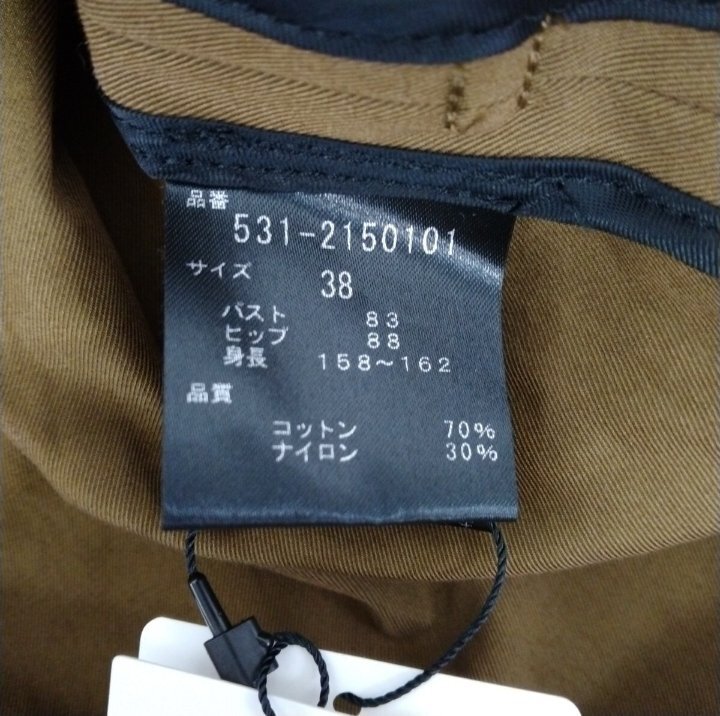 品番
531-2150101
サイズ
38
バスト 83
ヒップ 88
身長 158～162
品質
コットン 70%
ナイロン 30%